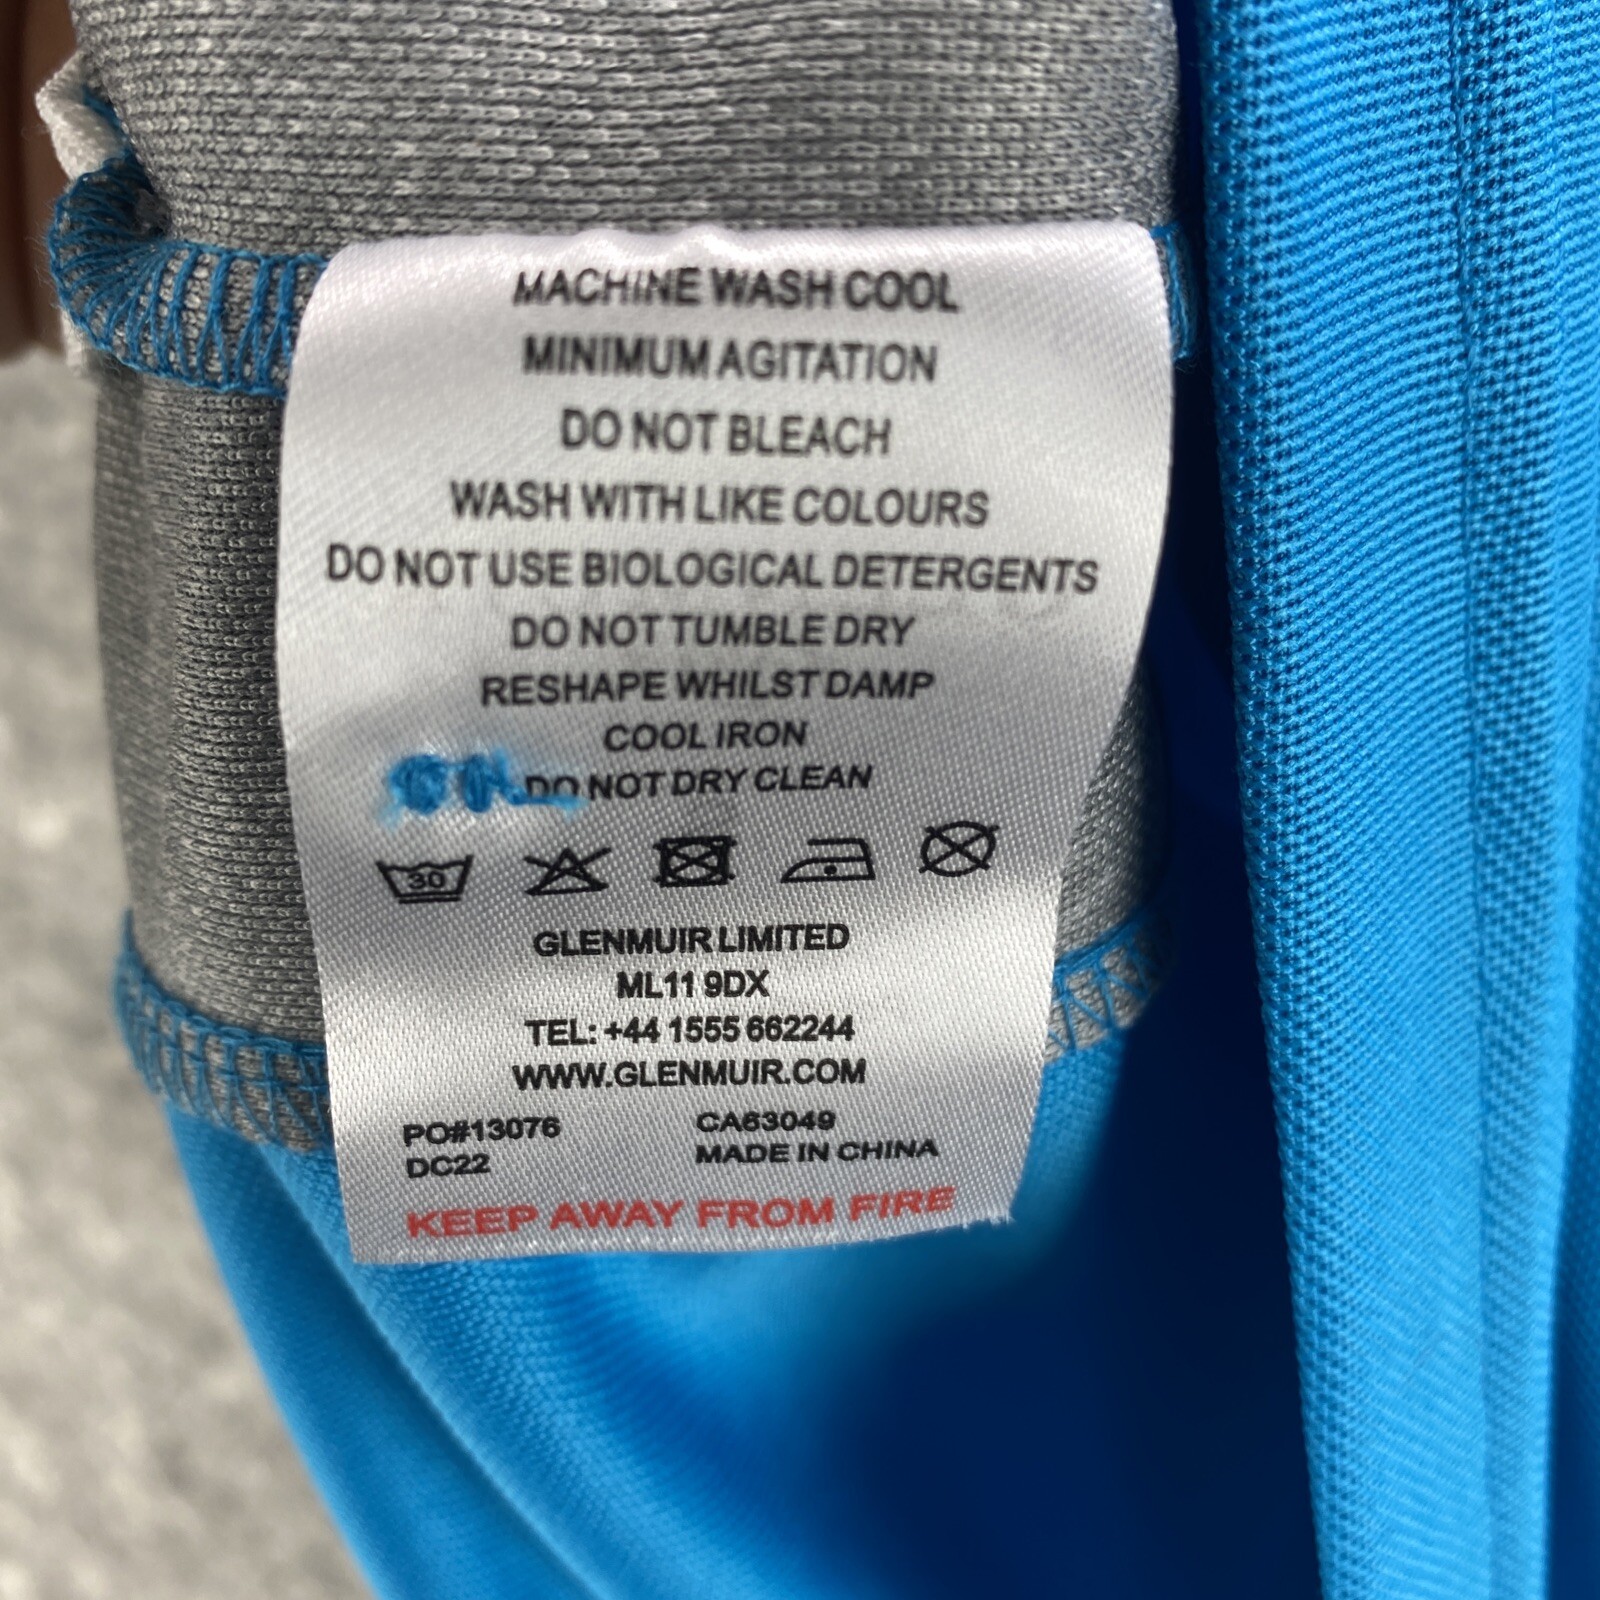 MACHINE WASH COOL
MINIMUM AGITATION
DO NOT BLEACH
WASH WITH LIKE COLOURS
DO NOT USE BIOLOGICAL DETERGENTS
DO NOT TUMBLE DRY
RESHAPE WHILST DAMP
COOL IRON
DO NOT DRY CLEAN
30
GLENMUIR LIMITED
ML11 9DX
TEL: +44 1555 662244
WWW.GLENMUIR.COM
PO#13076 CA63049
DC22 MADE IN CHINA
KEEP AWAY FROM FIRE